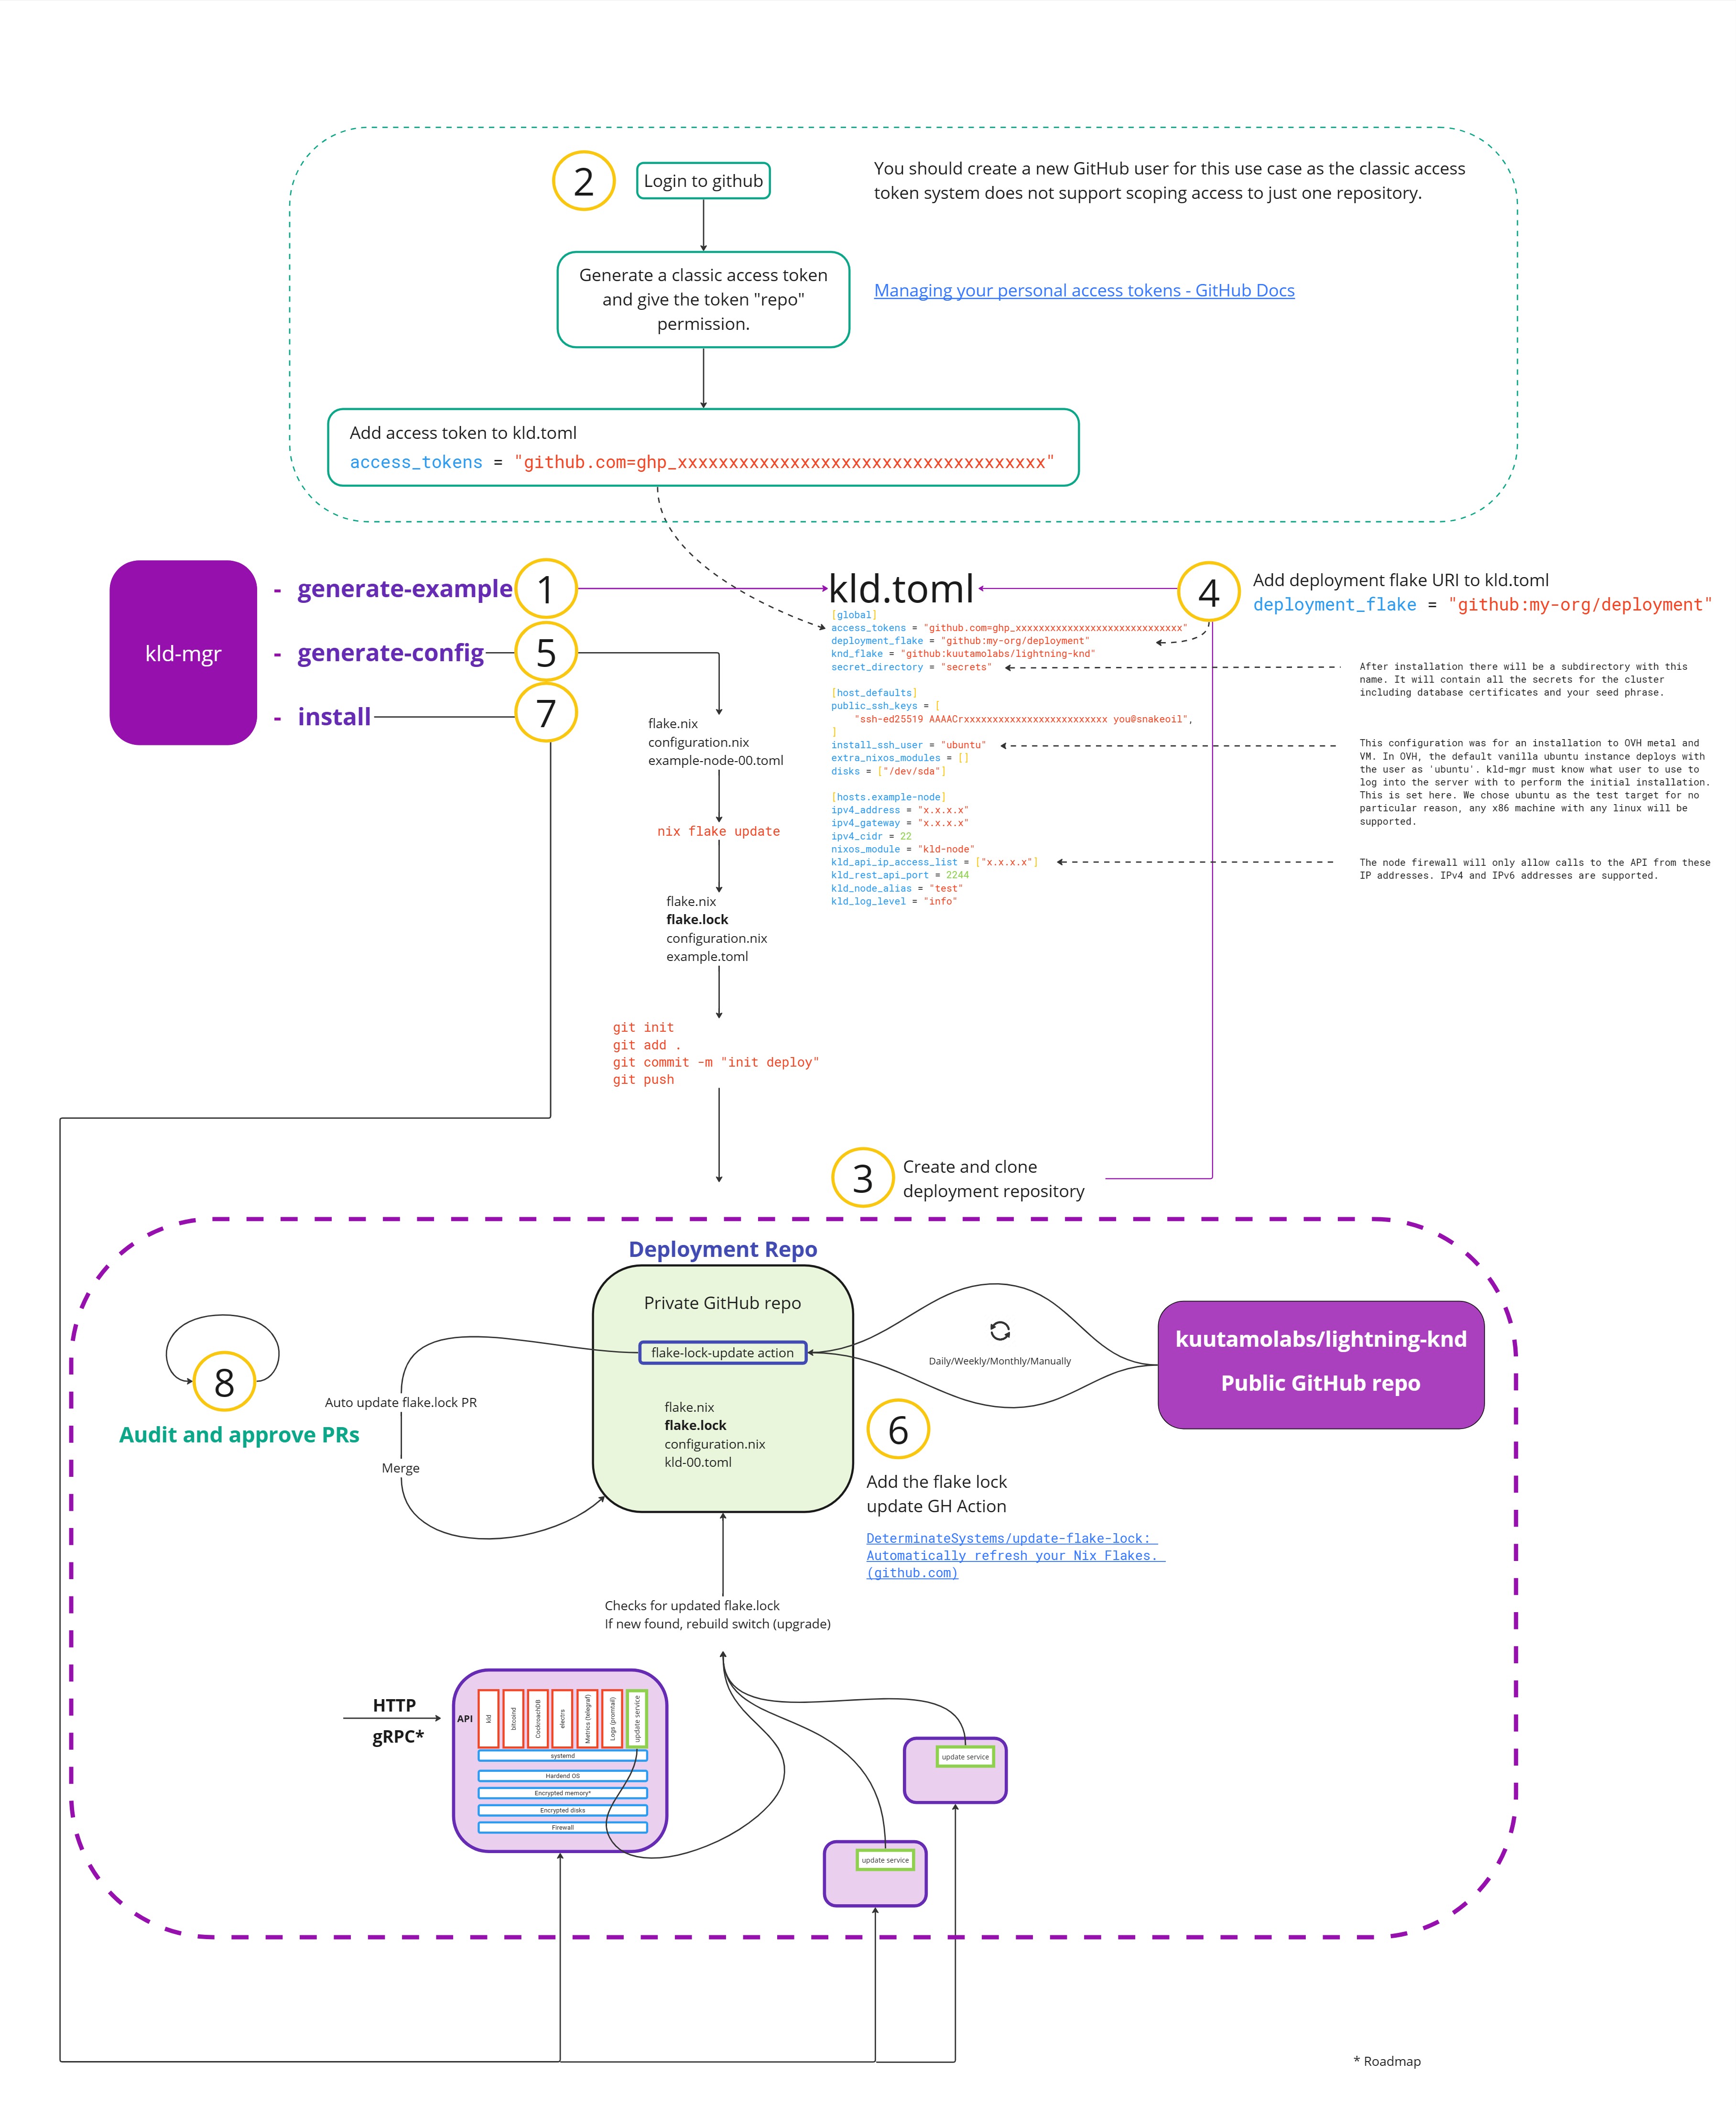 2
Login to github
You should create a new GitHub user for this use case as the classic access
token system does not support scoping access to just one repository.
Generate a classic access token
and give the token "repo"
permission.
Managing your personal access tokens - GitHub Docs
Add access token to kld.toml
access_tokens = "github.com=ghp_xxxxxxxxxxxxxxxxxxxxxxxxxxxxxxxxxxxx"
kld-mgr
- generate-example
1
- generate-config
5
- install
7
kld.toml
[global]
access_tokens = "github.com=ghp_xxxxxxxxxxxxxxxxxxxxxxxxxxxxx"
deployment_flake = "github:my-org/deployment"
knd_flake = "github:kuutamolabs/lightning-knd"
secret_directory = "secrets"
[host_defaults]
public_ssh_keys = [
"ssh-ed25519 AAAACrxxxxxxxxxxxxxxxxxxxxxxxxx you@snakeoil",
]
install_ssh_user = "ubuntu"
extra_nixos_modules = []
disks = ["/dev/sda"]
[hosts.example-node]
ipv4_address = "x.x.x.x"
ipv4_gateway = "x.x.x.x"
ipv4_cidr = 22
nixos_module = "kld-node"
kld_api_ip_access_list = ["x.x.x.x"]
kld_rest_api_port = 2244
kld_node_alias = "test"
kld_log_level = "info"
4
Add deployment flake URI to kld.toml
deployment_flake = "github:my-org/deployment"
After installation there will be a subdirectory with this
name. It will contain all the secrets for the cluster
including database certificates and your seed phrase.
This configuration was for an installation to OVH metal and
VM. In OVH, the default vanilla ubuntu instance deploys with
the user as 'ubuntu'. kld-mgr must know what user to use to
log into the server with to perform the initial installation.
This is set here. We chose ubuntu as the test target for no
particular reason, any x86 machine with any linux will be
supported.
The node firewall will only allow calls to the API from these
IP addresses. IPv4 and IPv6 addresses are supported.
flake.nix
configuration.nix
example-node-00.toml
nix flake update
flake.nix
flake.lock
configuration.nix
example.toml
git init
git add .
git commit -m "init deploy"
git push
3
Create and clone
deployment repository
Deployment Repo
Private GitHub repo
flake-lock-update action
flake.nix
flake.lock
configuration.nix
kld-00.toml
Daily/Weekly/Monthly/Manually
kuutamolabs/lightning-knd
Public GitHub repo
8
Audit and approve PRs
Auto update flake.lock PR
Merge
6
Add the flake lock
update GH Action
DeterminateSystems/update-flake-lock:
Automatically refresh your Nix Flakes.
(github.com)
Checks for updated flake.lock
If new found, rebuild switch (upgrade)
HTTP
gRPC*
API
kld
bitcoind
CockroachDB
electrs
Metrics (telegraf)
Logs (promtail)
update service
systemd
Hardend OS
Encrypted memory*
Encrypted disks
Firewall
update service
update service
* Roadmap